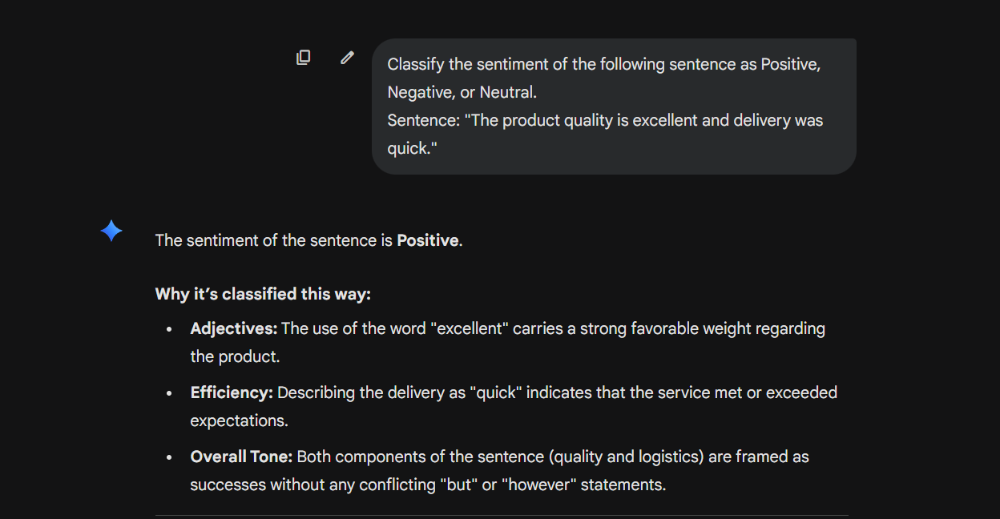 Classify the sentiment of the following sentence as Positive,
Negative, or Neutral.
Sentence: "The product quality is excellent and delivery was
quick."
The sentiment of the sentence is Positive.
Why it’s classified this way:
• Adjectives: The use of the word "excellent" carries a strong favorable weight regarding
the product.
• Efficiency: Describing the delivery as "quick" indicates that the service met or exceeded
expectations.
• Overall Tone: Both components of the sentence (quality and logistics) are framed as
successes without any conflicting "but" or "however" statements.